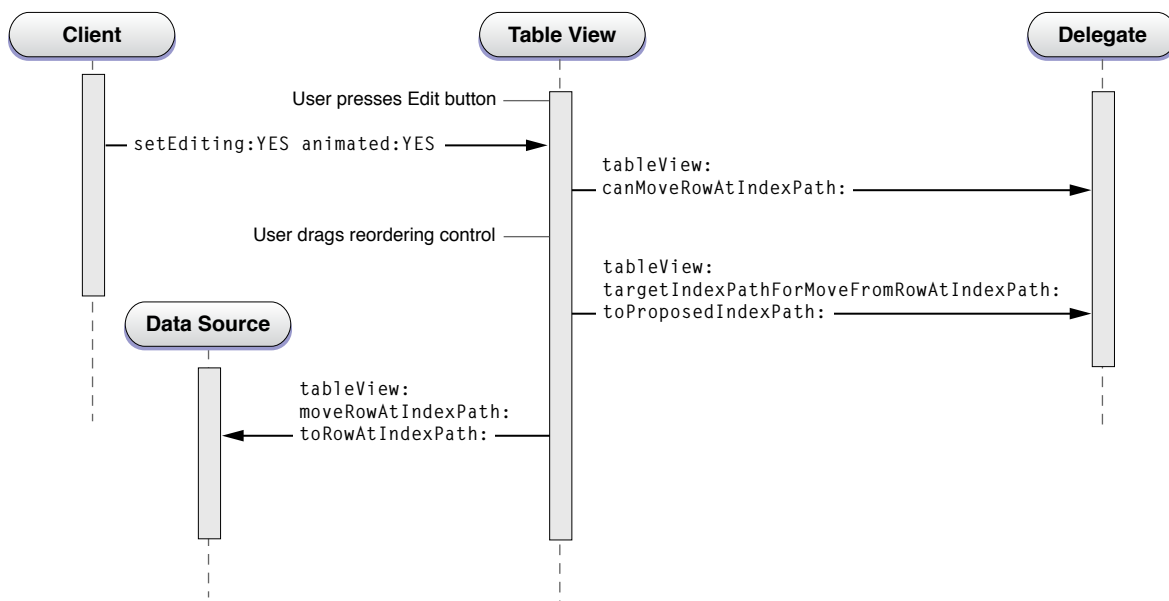 Client
Table View
Delegate
User presses Edit button
setEditing:YES animated:YES
tableView:
canMoveRowAtIndexPath:
User drags reordering control
tableView:
targetIndexPathForMoveFromRowAtIndexPath:
toProposedIndexPath:
Data Source
tableView:
moveRowAtIndexPath:
toRowAtIndexPath: